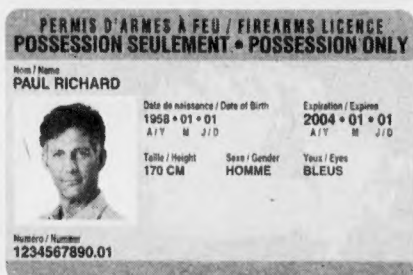 PERMIS D'ARMES À FEU / FIREARMS LICENCE
POSSESSION SEULEMENT • POSSESSION ONLY
Nom / Name
PAUL RICHARD
Date de naissance / Date of Birth
1958 • 01 • 01
A/Y M J/D
Expiration / Expires
2004 • 01 • 01
A/Y M J/D
Taille / Height
170 CM
Sexe / Gender
HOMME
Yeux / Eyes
BLEUS
Numéro / Number
1234567890.01